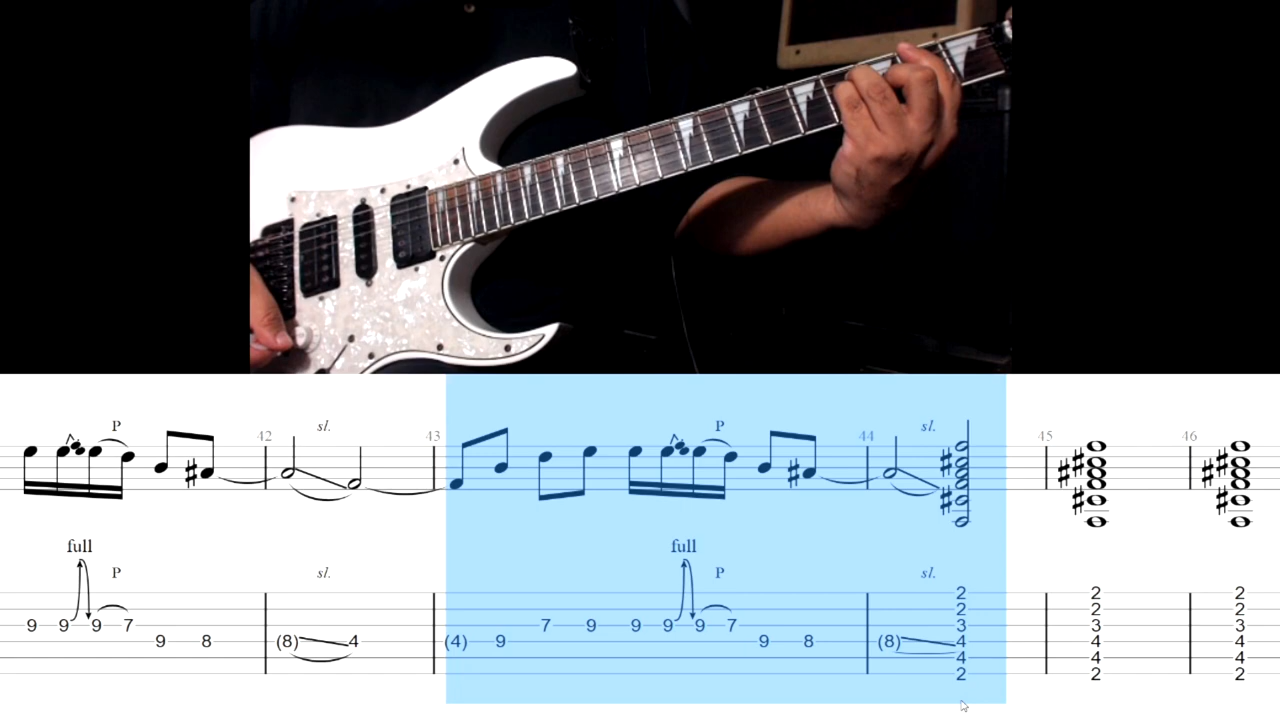 P sl. P sl.
42 43 44 45 46
full full
P sl. P sl.
2 2 2
2 2 2
9 9 9 7 7 9 9 9 9 7 3 3 3
9 8 (8) 4 (4) 9 9 8 (8) 4 4 4
4 4 4
2 2 2